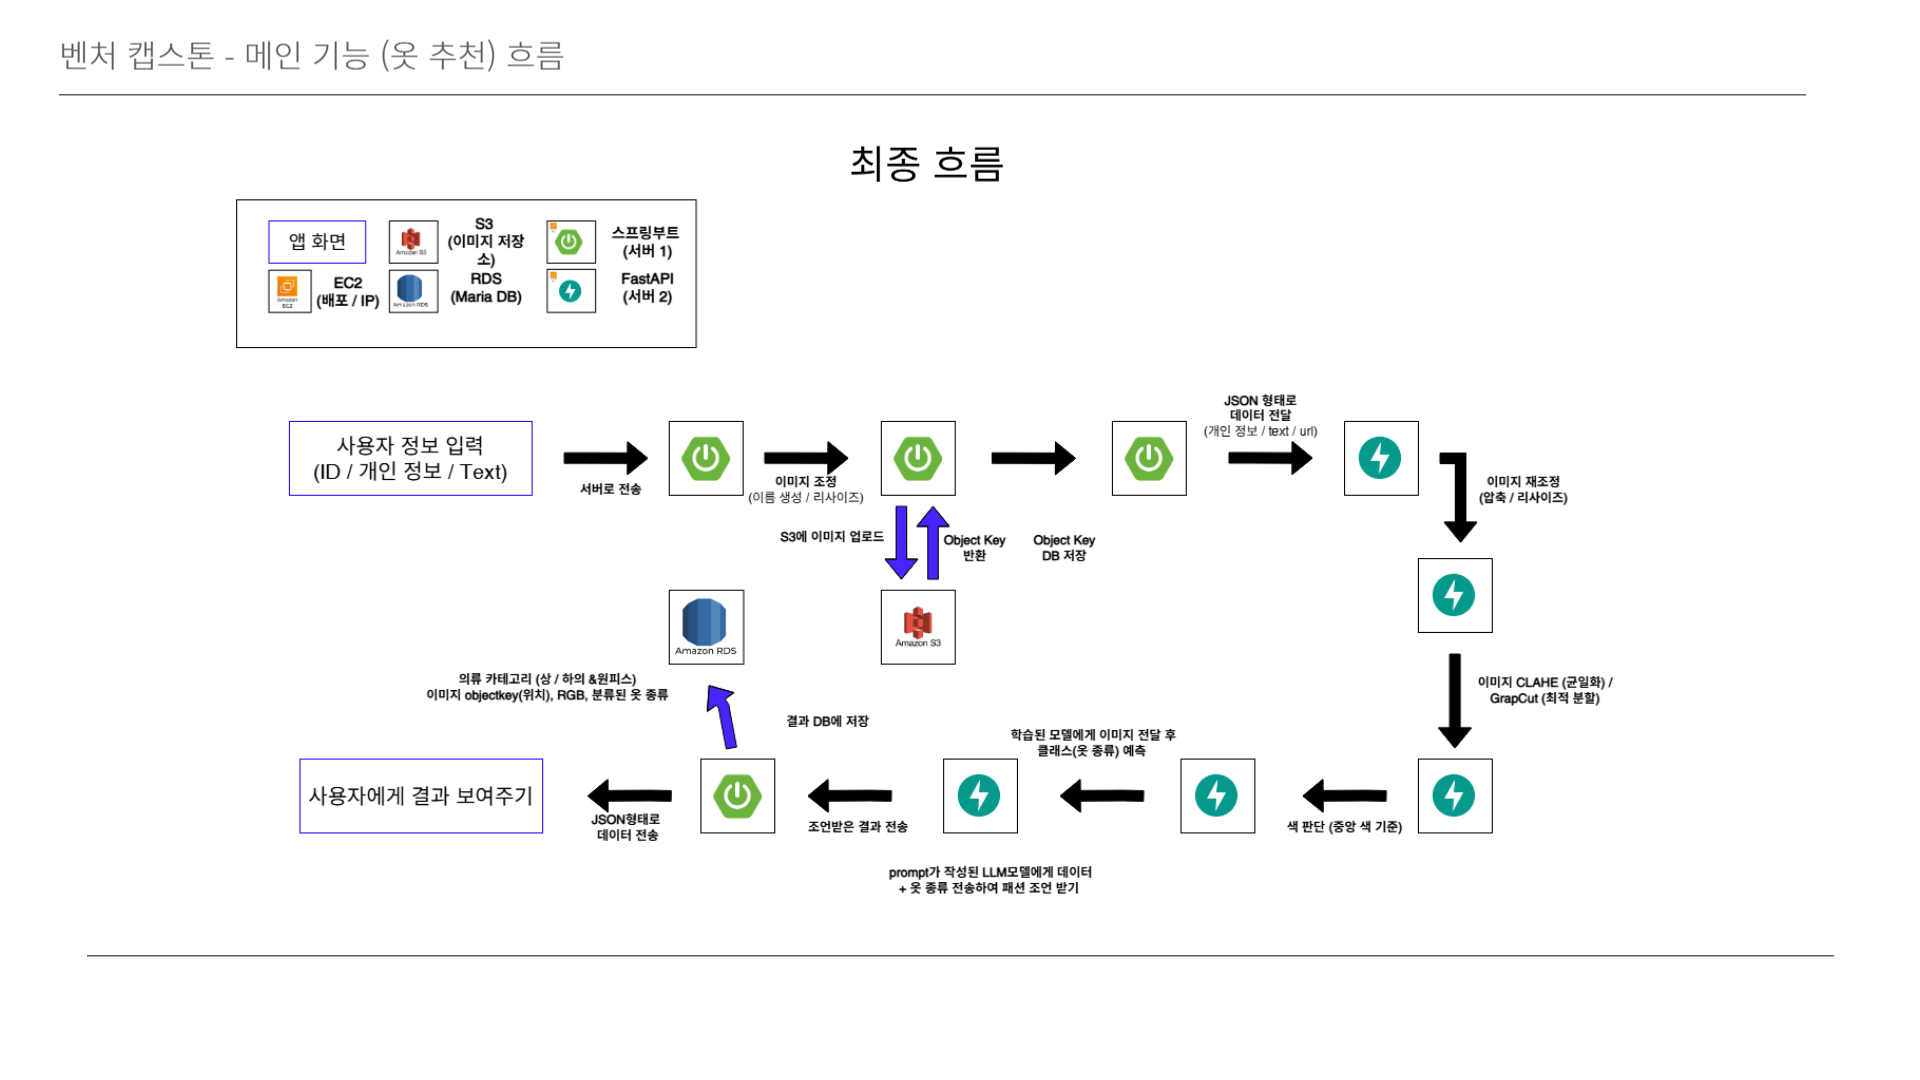 벤처 캡스톤 - 메인 기능 (옷 추천) 흐름
최종 흐름
앱 화면
Amazon S3
S3
(이미지 저장
소)
스프링부트
(서버 1)
Amazon
EC2
EC2
(배포 / IP)
Amazon RDS
RDS
(Maria DB)
FastAPI
(서버 2)
사용자 정보 입력
(ID / 개인 정보 / Text)
서버로 전송
이미지 조정
(이름 생성 / 리사이즈)
JSON 형태로
데이터 전달
(개인 정보 / text / url)
이미지 재조정
(압축 / 리사이즈)
S3에 이미지 업로드
Object Key
반환
Object Key
DB 저장
Amazon RDS
Amazon S3
의류 카테고리 (상 / 하의 &원피스)
이미지 objectkey(위치), RGB, 분류된 옷 종류
이미지 CLAHE (균일화) /
GrapCut (최적 분할)
결과 DB에 저장
학습된 모델에게 이미지 전달 후
클래스(옷 종류) 예측
사용자에게 결과 보여주기
JSON형태로
데이터 전송
조언받은 결과 전송
색 판단 (중앙 색 기준)
prompt가 작성된 LLM모델에게 데이터
+ 옷 종류 전송하여 패션 조언 받기